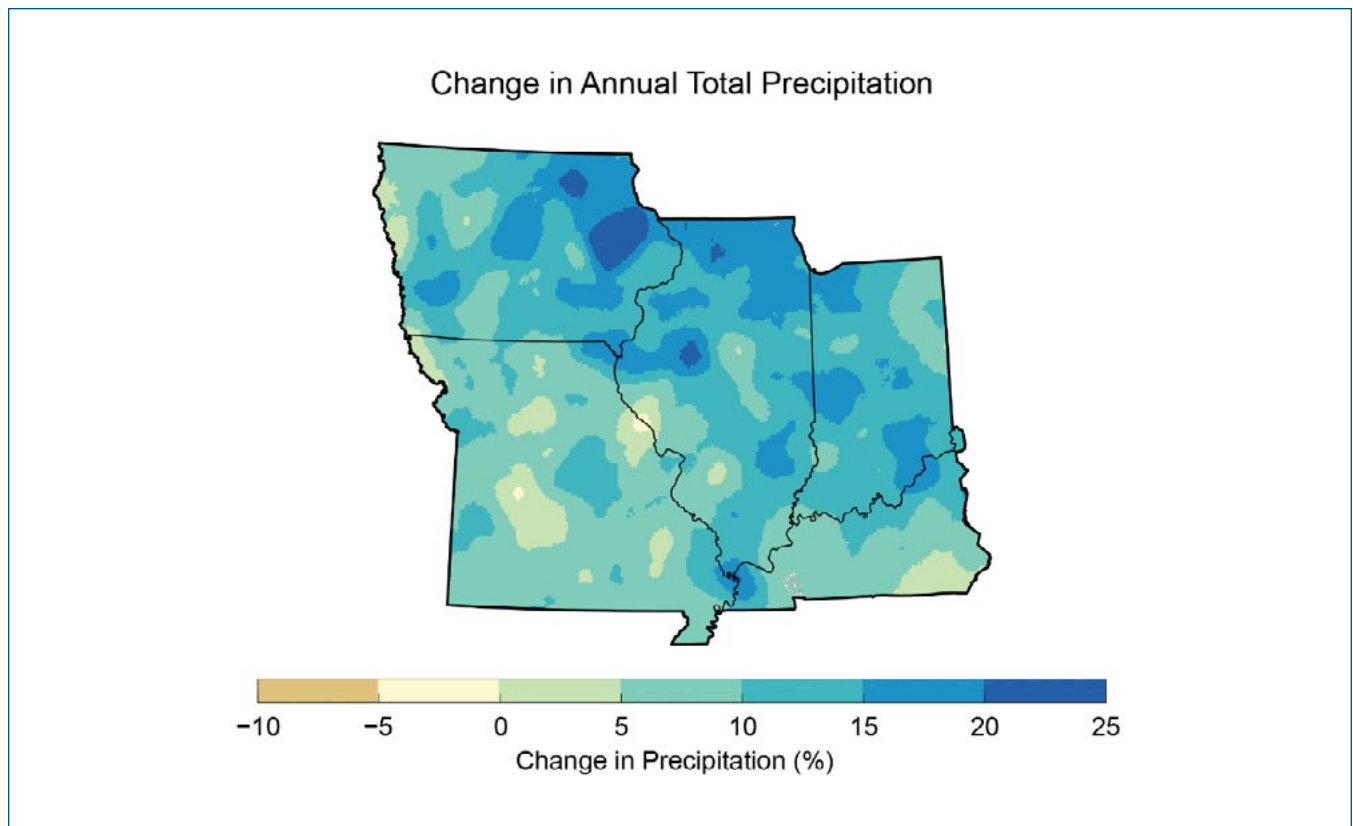 Change in Annual Total Precipitation
−10 −5 0 5 10 15 20 25
Change in Precipitation (%)